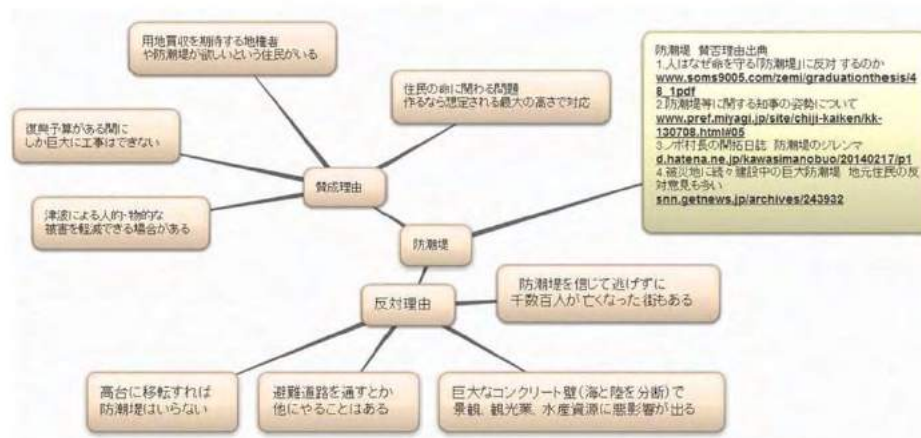 用地買収を期待する地権者
や防潮堤が欲しいという住民がいる
住民の命に関わる問題
作るなら想定される最大の高さで対応
復興予算がある間に
しか巨大に工事はできない
賛成理由
津波による人的・物的な
被害を軽減できる場合がある
防潮堤
防潮堤 賛否理由出典
1.人はなぜ命を守る「防潮堤」に反対 するのか
www.soms9005.com/zemi/graduationthesis/4
8_1pdf
2.防潮堤等に関する知事の姿勢について
www.pref.miyagi.jp/site/chiji-kaiken/kk-
130708.html#05
3.ノボ村長の開拓日誌 防潮堤のジレンマ
d.hatena.ne.jp/kawasimanobuo/20140217/p1
4.被災地に続々建設中の巨大防潮堤 地元住民の反
対意見も多い
snn.getnews.jp/archives/243932
反対理由
防潮堤を信じて逃げずに
千数百人が亡くなった街もある
高台に移転すれば
防潮堤はいらない
避難道路を通すとか
他にやることはある
巨大なコンクリート壁(海と陸を分断)で
景観、観光業、水産資源に悪影響が出る